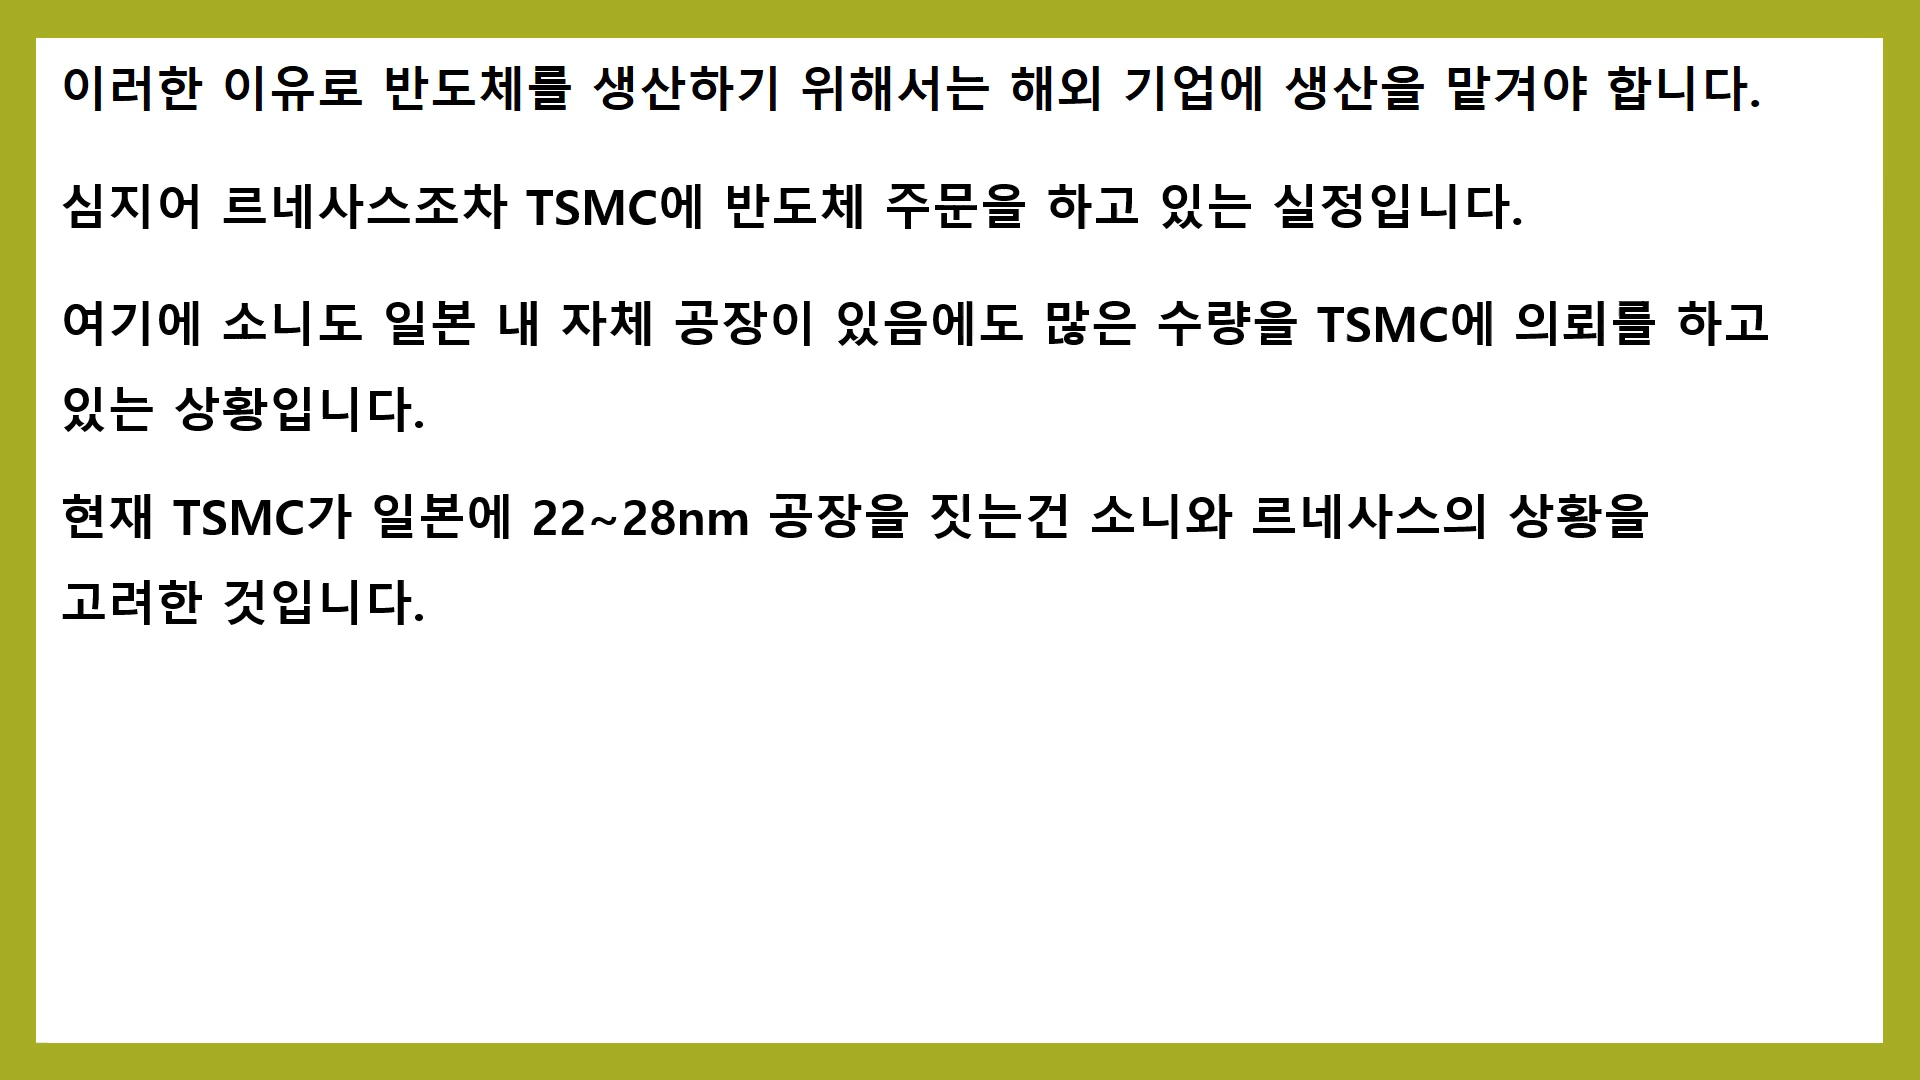 이러한 이유로 반도체를 생산하기 위해서는 해외 기업에 생산을 맡겨야 합니다.
심지어 르네사스조차 TSMC에 반도체 주문을 하고 있는 실정입니다.
여기에 소니도 일본 내 자체 공장이 있음에도 많은 수량을 TSMC에 의뢰를 하고
있는 상황입니다.
현재 TSMC가 일본에 22~28nm 공장을 짓는건 소니와 르네사스의 상황을
고려한 것입니다.